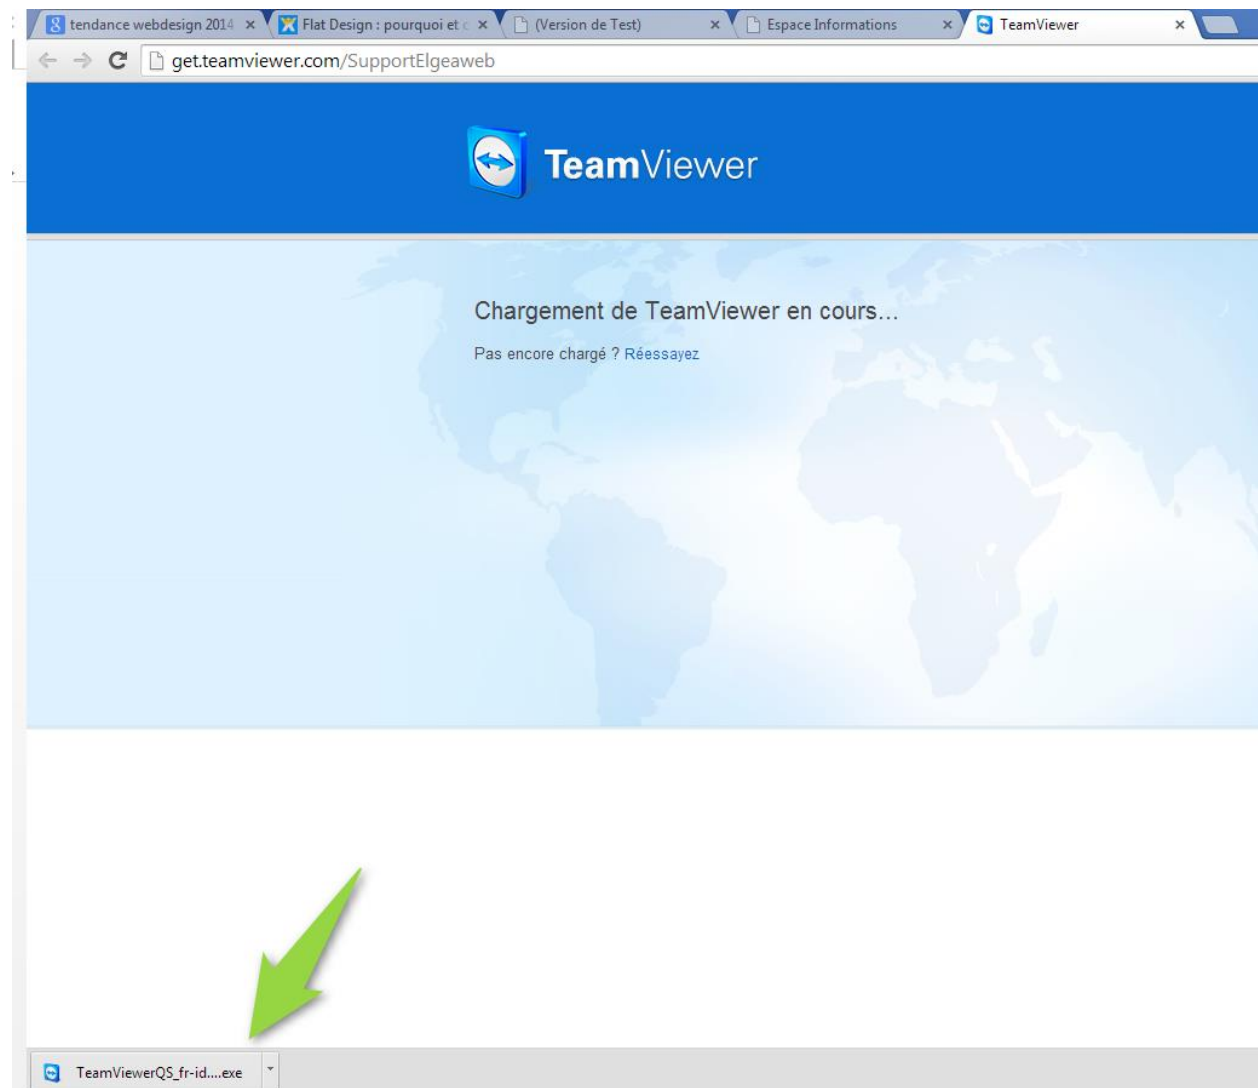 tendance webdesign 2014
Flat Design : pourquoi et c
(Version de Test)
Espace Informations
TeamViewer
get.teamviewer.com/SupportElgeaweb
TeamViewer
Chargement de TeamViewer en cours...
Pas encore chargé ? Réessayez
TeamViewerQS_fr-id....exe